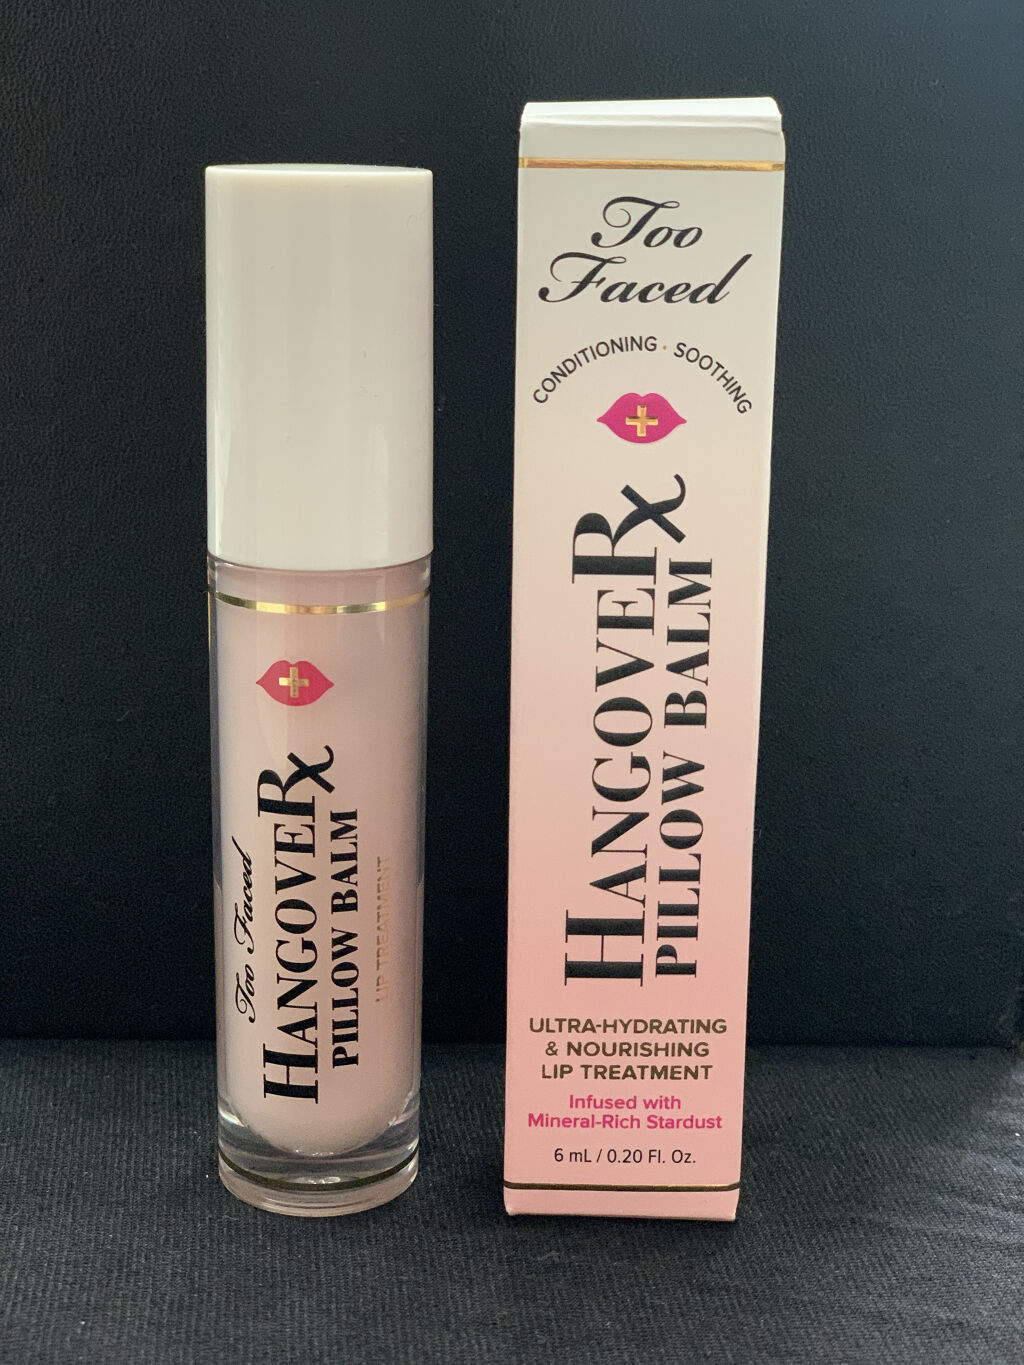 Too Faced
HANGOVERx
PILLOW BALM
LIP TREATMENT
Too
Faced
CONDITIONING · SOOTHING
HANGOVERx
PILLOW BALM
ULTRA-HYDRATING
& NOURISHING
LIP TREATMENT
Infused with
Mineral-Rich Stardust
6 mL / 0.20 Fl. Oz.